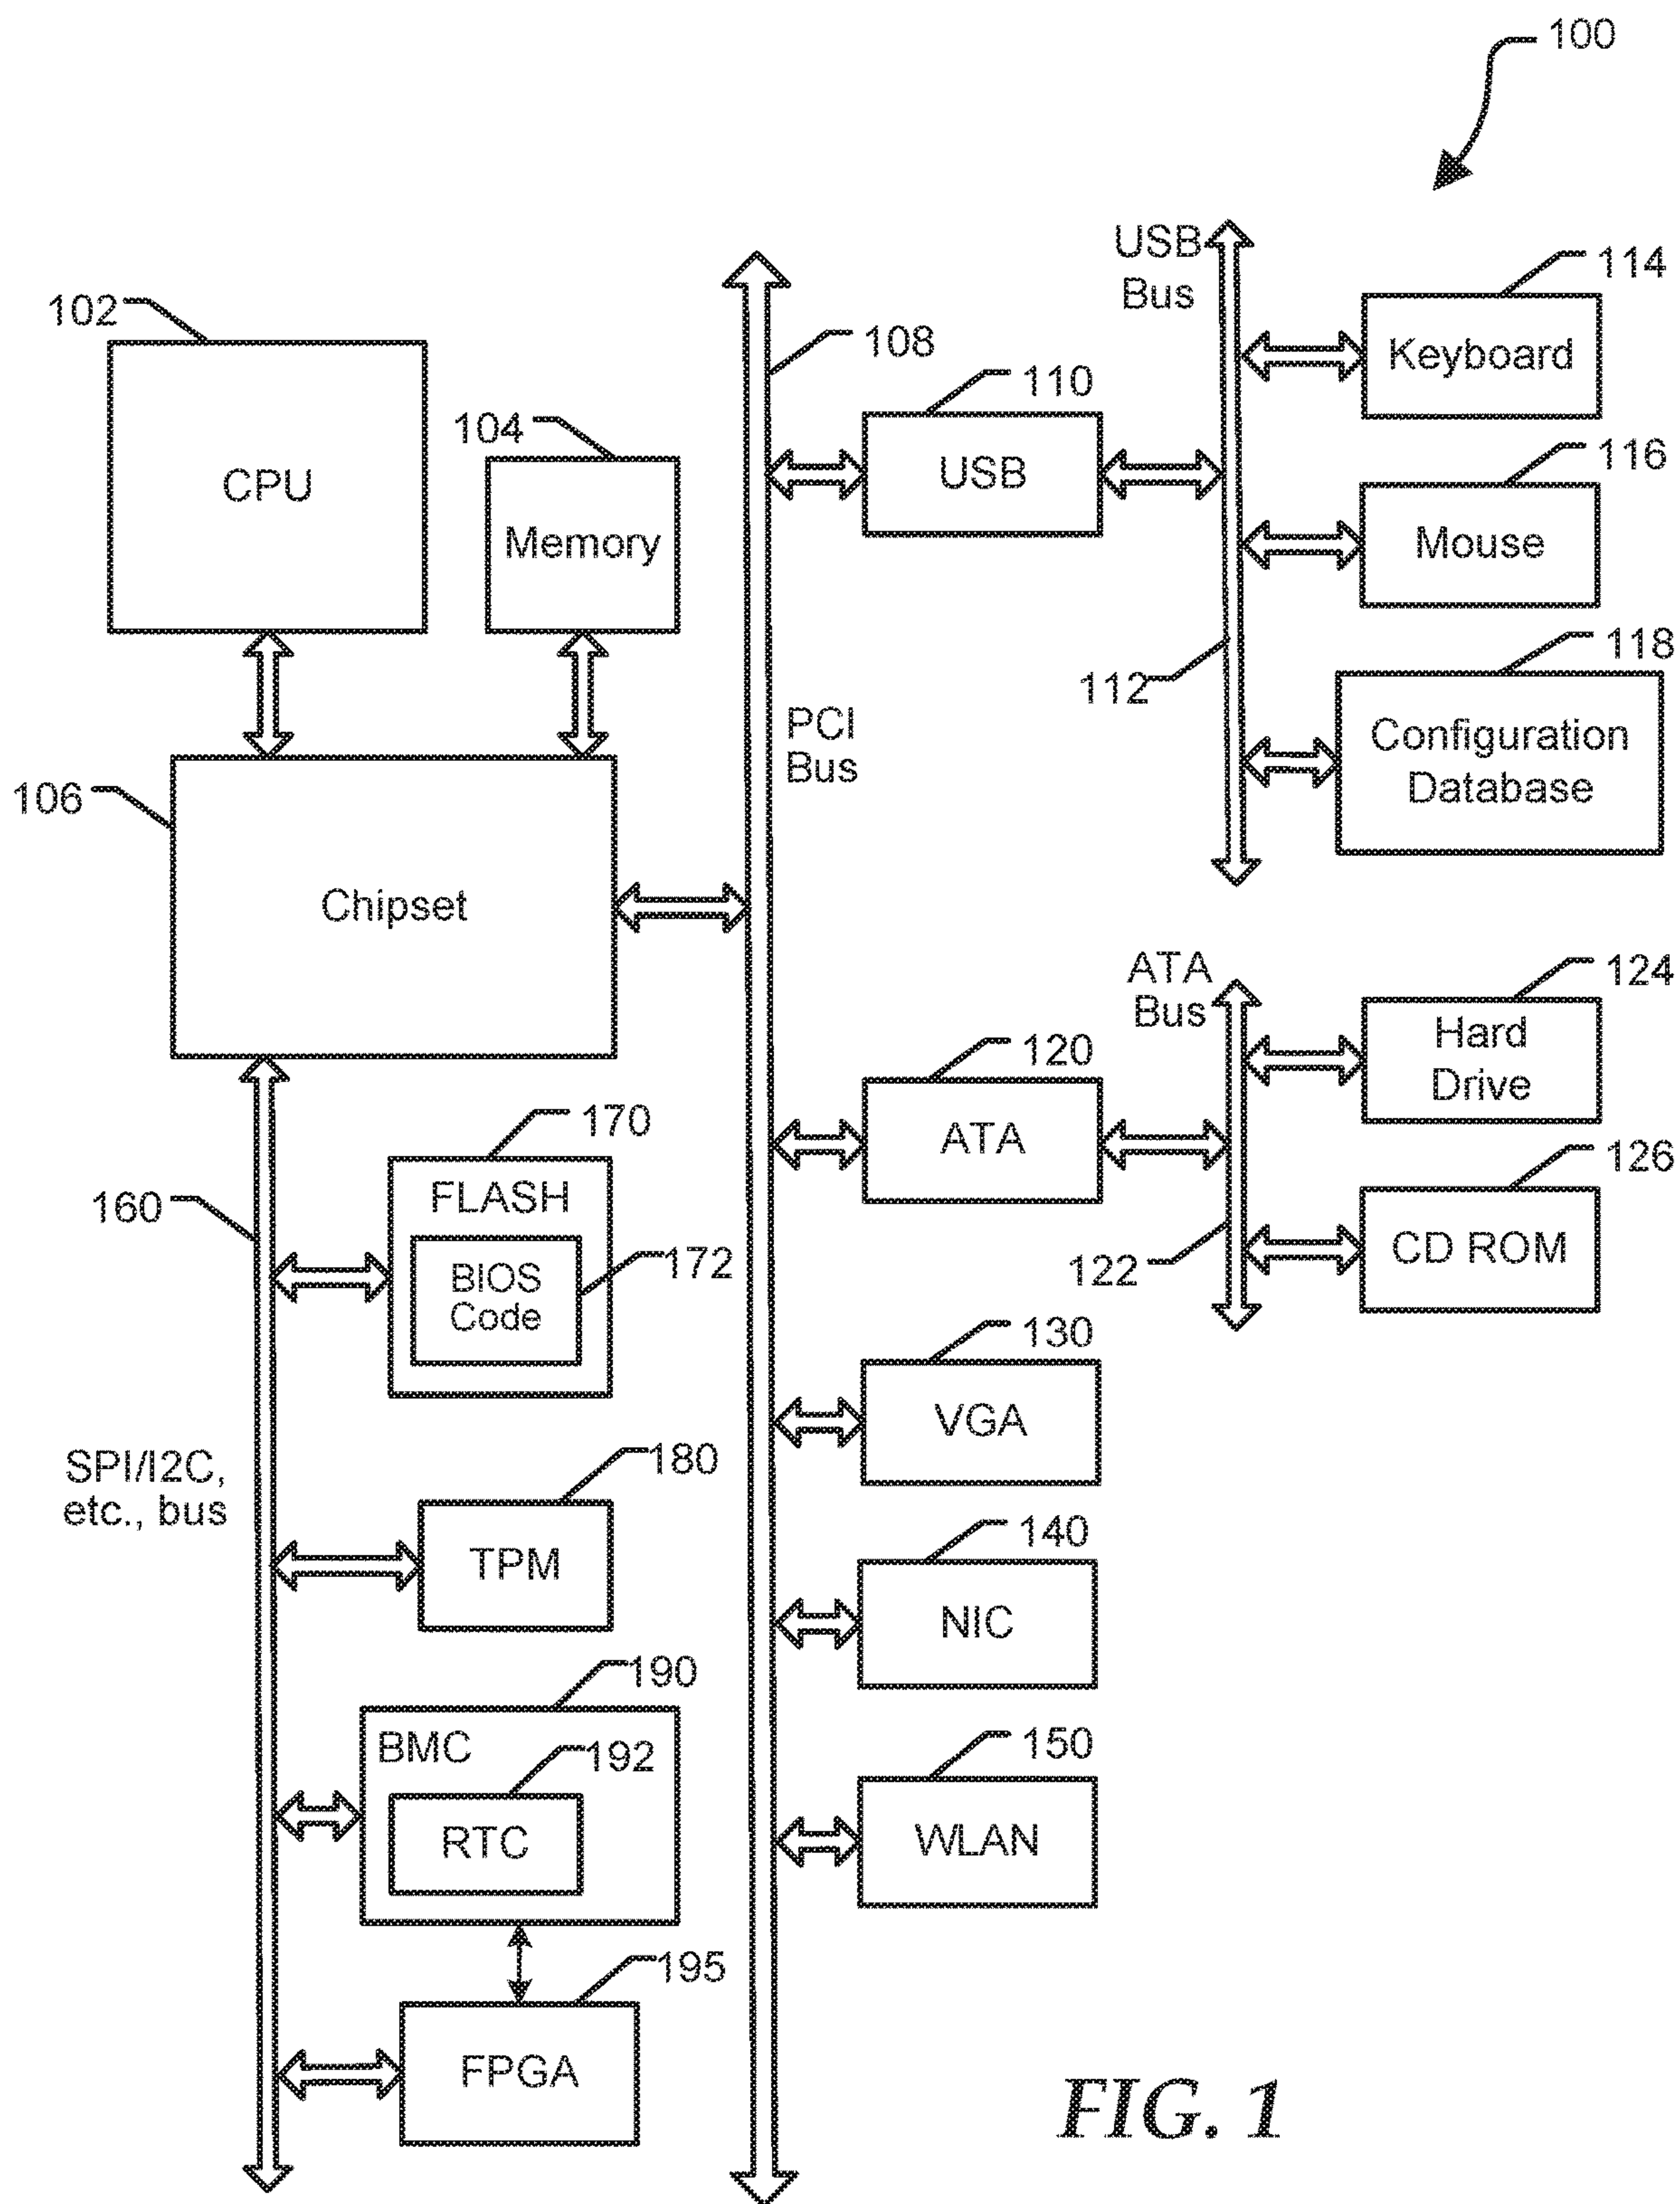 100
USB
Bus
114
Keyboard
102
CPU
108
110
USB
104
Memory
116
Mouse
118
Configuration
Database
112
PCI
Bus
106
Chipset
ATA
Bus
124
Hard
Drive
120
ATA
126
CD ROM
122
170
FLASH
160
BIOS
Code
172
130
VGA
SPI/I2C,
etc., bus
180
TPM
140
NIC
190
BMC
192
RTC
150
WLAN
195
FPGA
FIG. 1